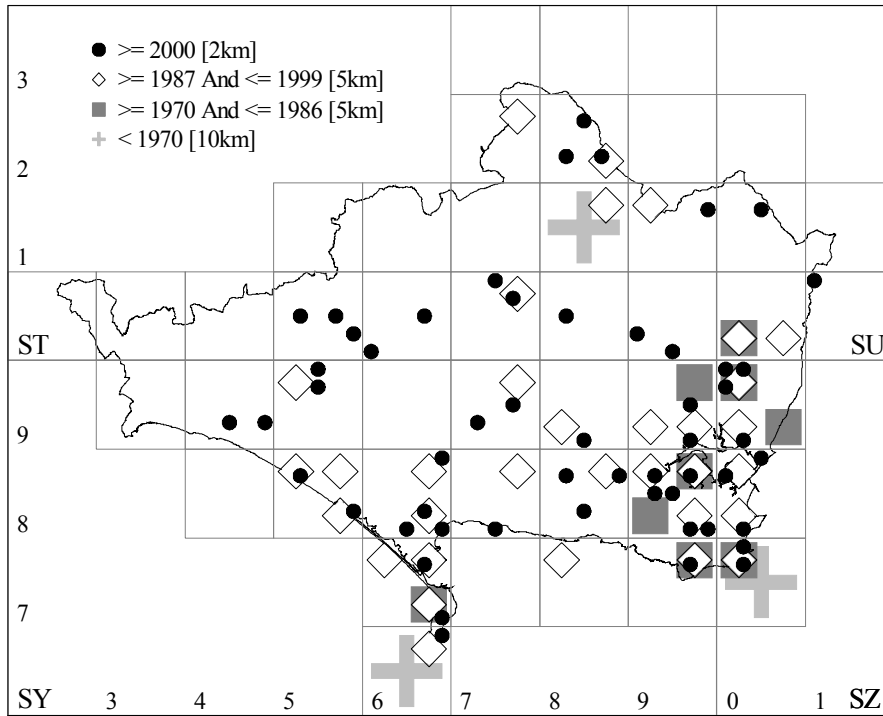 >= 2000 [2km]
>= 1987 And <= 1999 [5km]
>= 1970 And <= 1986 [5km]
< 1970 [10km]
3
2
1
ST
SU
9
8
7
SY 3 4 5 6 7 8 9 0 1 SZ